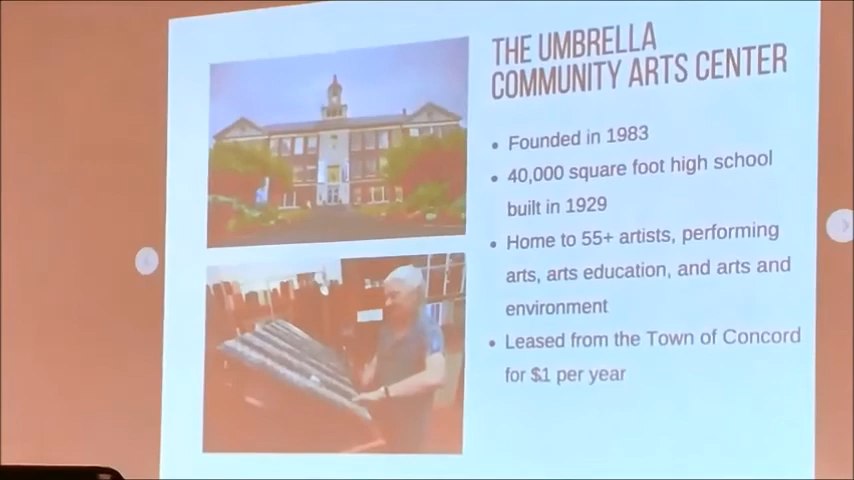 THE UMBRELLA
COMMUNITY ARTS CENTER
• Founded in 1983
• 40,000 square foot high school
built in 1929
• Home to 55+ artists, performing
arts, arts education, and arts and
environment
• Leased from the Town of Concord
for $1 per year